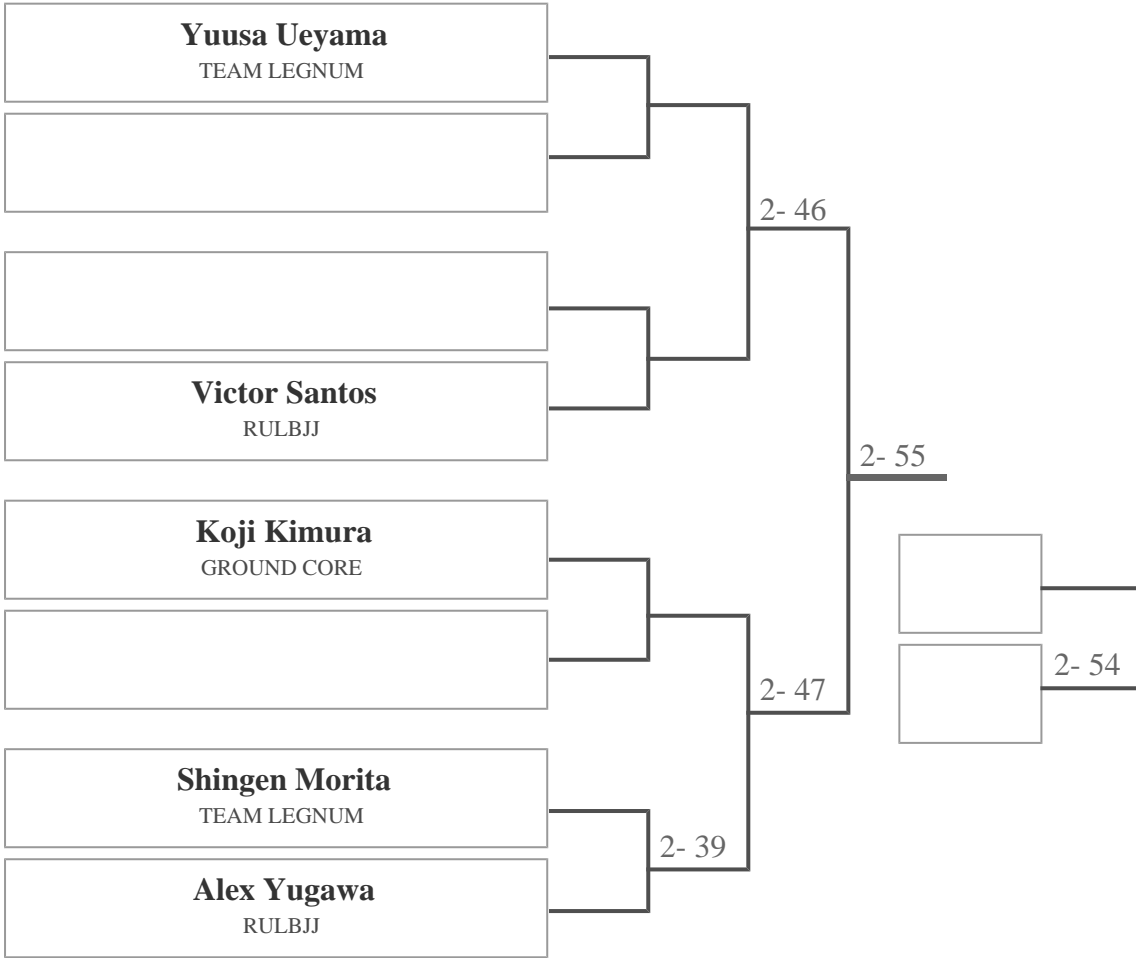 Yuusa Ueyama
TEAM LEGNUM
2- 46
Victor Santos
RULBJJ
2- 55
Koji Kimura
GROUND CORE
2- 54
2- 47
Shingen Morita
TEAM LEGNUM
2- 39
Alex Yugawa
RULBJJ